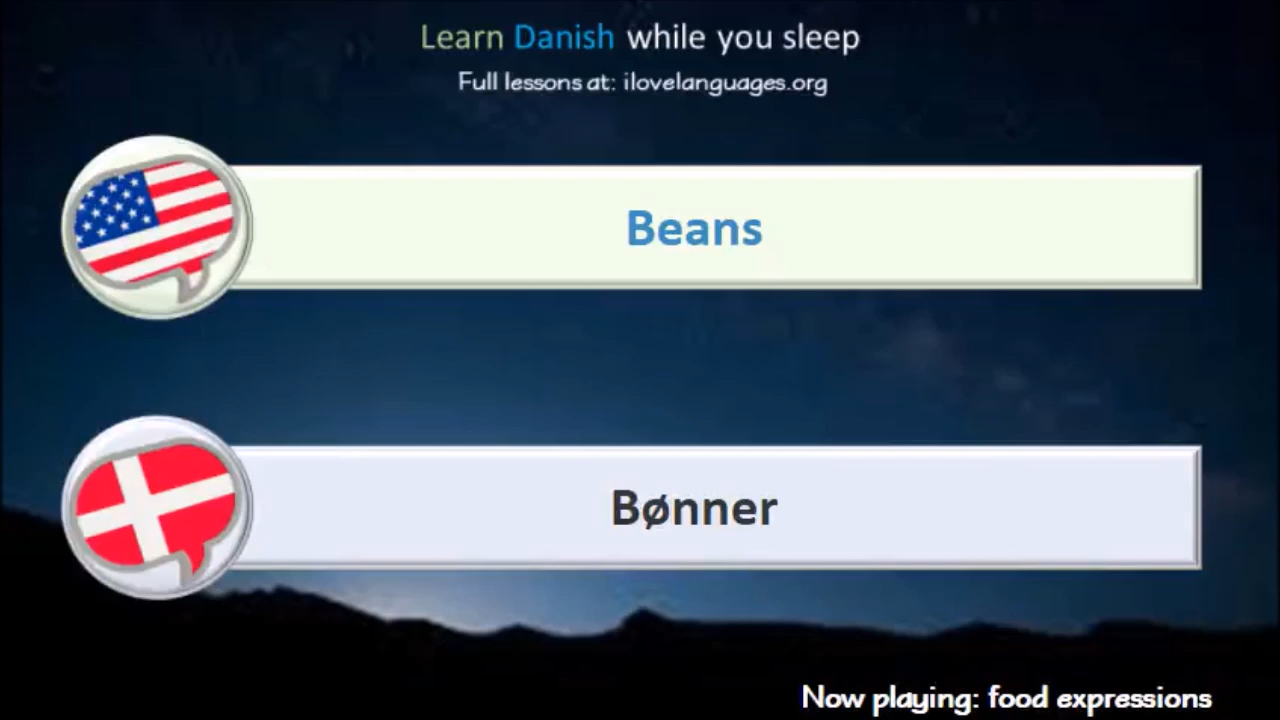 Learn Danish while you sleep
Full lessons at: ilovelanguages.org
Beans
Bønner
Now playing: food expressions